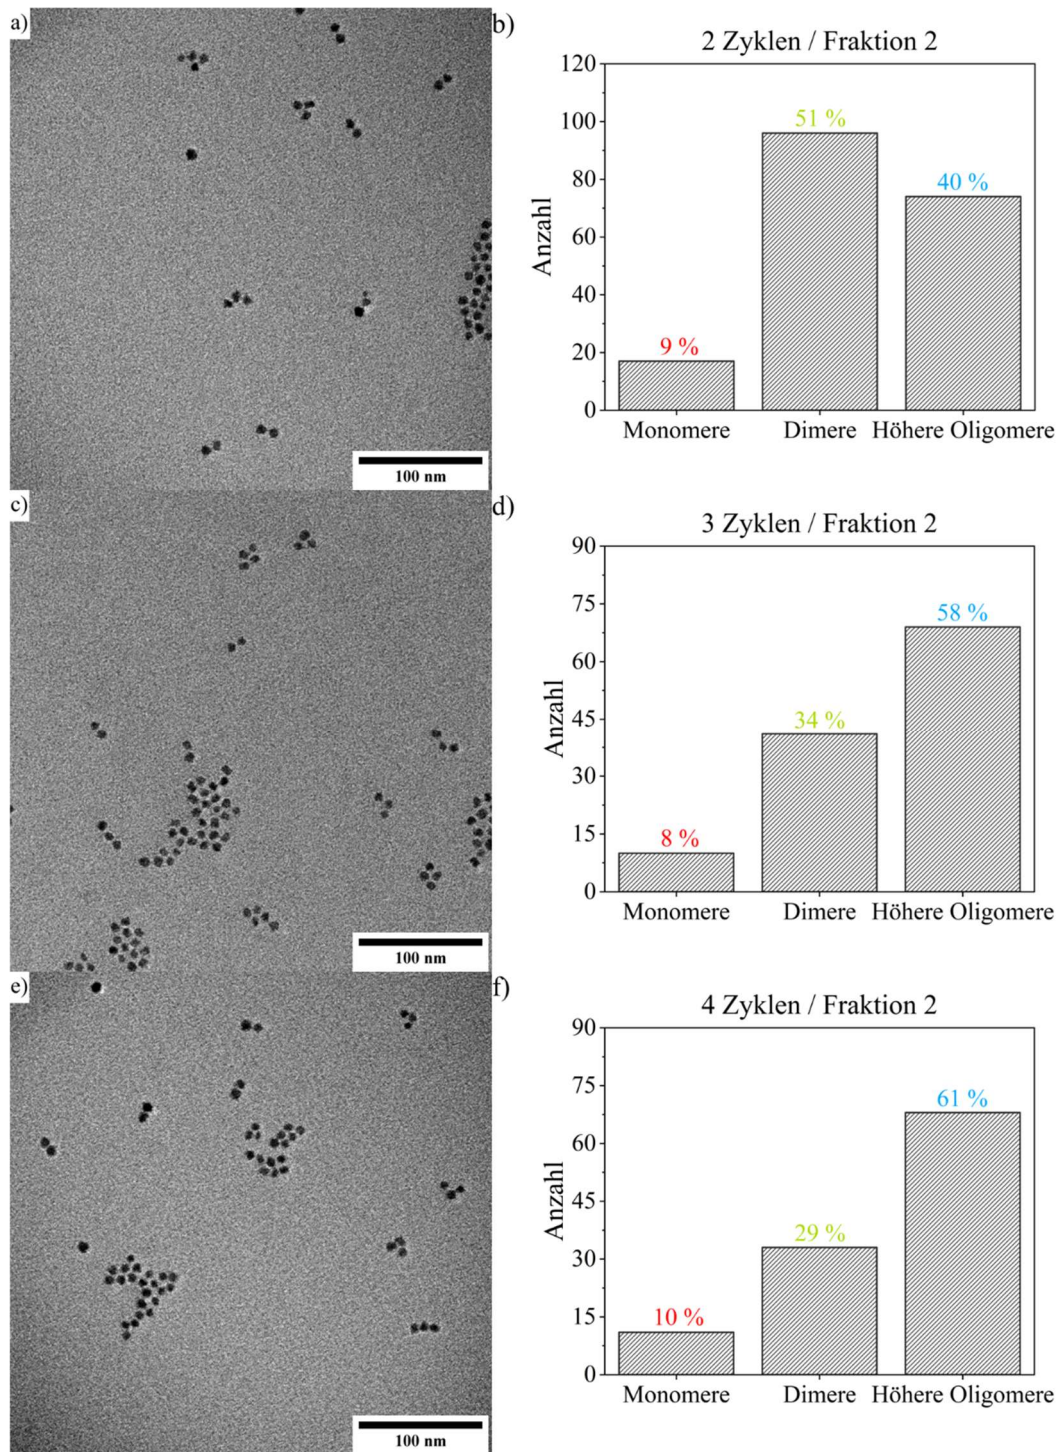 a)
100 nm
b)
2 Zyklen / Fraktion 2
Anzahl
120
100
80
60
40
20
0
9 %
51 %
40 %
Monomere Dimere Höhere Oligomere
c)
100 nm
d)
3 Zyklen / Fraktion 2
Anzahl
90
75
60
45
30
15
0
8 %
34 %
58 %
Monomere Dimere Höhere Oligomere
e)
100 nm
f)
4 Zyklen / Fraktion 2
Anzahl
90
75
60
45
30
15
0
10 %
29 %
61 %
Monomere Dimere Höhere Oligomere